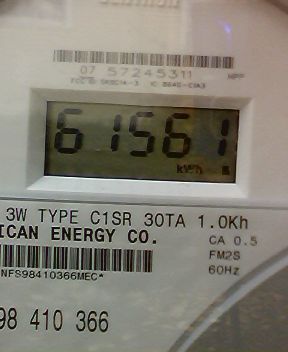 07 57245311
61561
kWh
3W TYPE C1SR 30TA 1.0Kh
ICAN ENERGY CO.
CA 0.5
FM2S
60Hz
NFS98410366MEC*
98 410 366